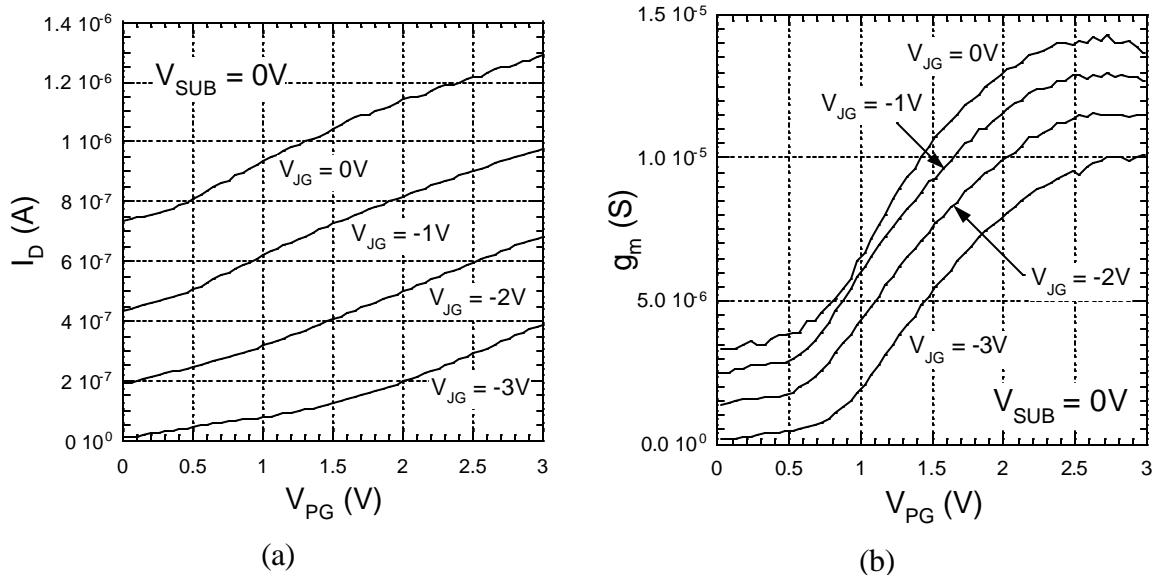 1.4 10⁻⁶
1.2 10⁻⁶
1 10⁻⁶
8 10⁻⁷
6 10⁻⁷
4 10⁻⁷
2 10⁻⁷
0 10⁰
I_D (A)
V_SUB = 0V
V_JG = 0V
V_JG = -1V
V_JG = -2V
V_JG = -3V
0 0.5 1 1.5 2 2.5 3
V_PG (V)
(a)
1.5 10⁻⁵
1.0 10⁻⁵
5.0 10⁻⁶
0.0 10⁰
g_m (S)
V_JG = 0V
V_JG = -1V
V_JG = -2V
V_JG = -3V
V_SUB = 0V
0 0.5 1 1.5 2 2.5 3
V_PG (V)
(b)